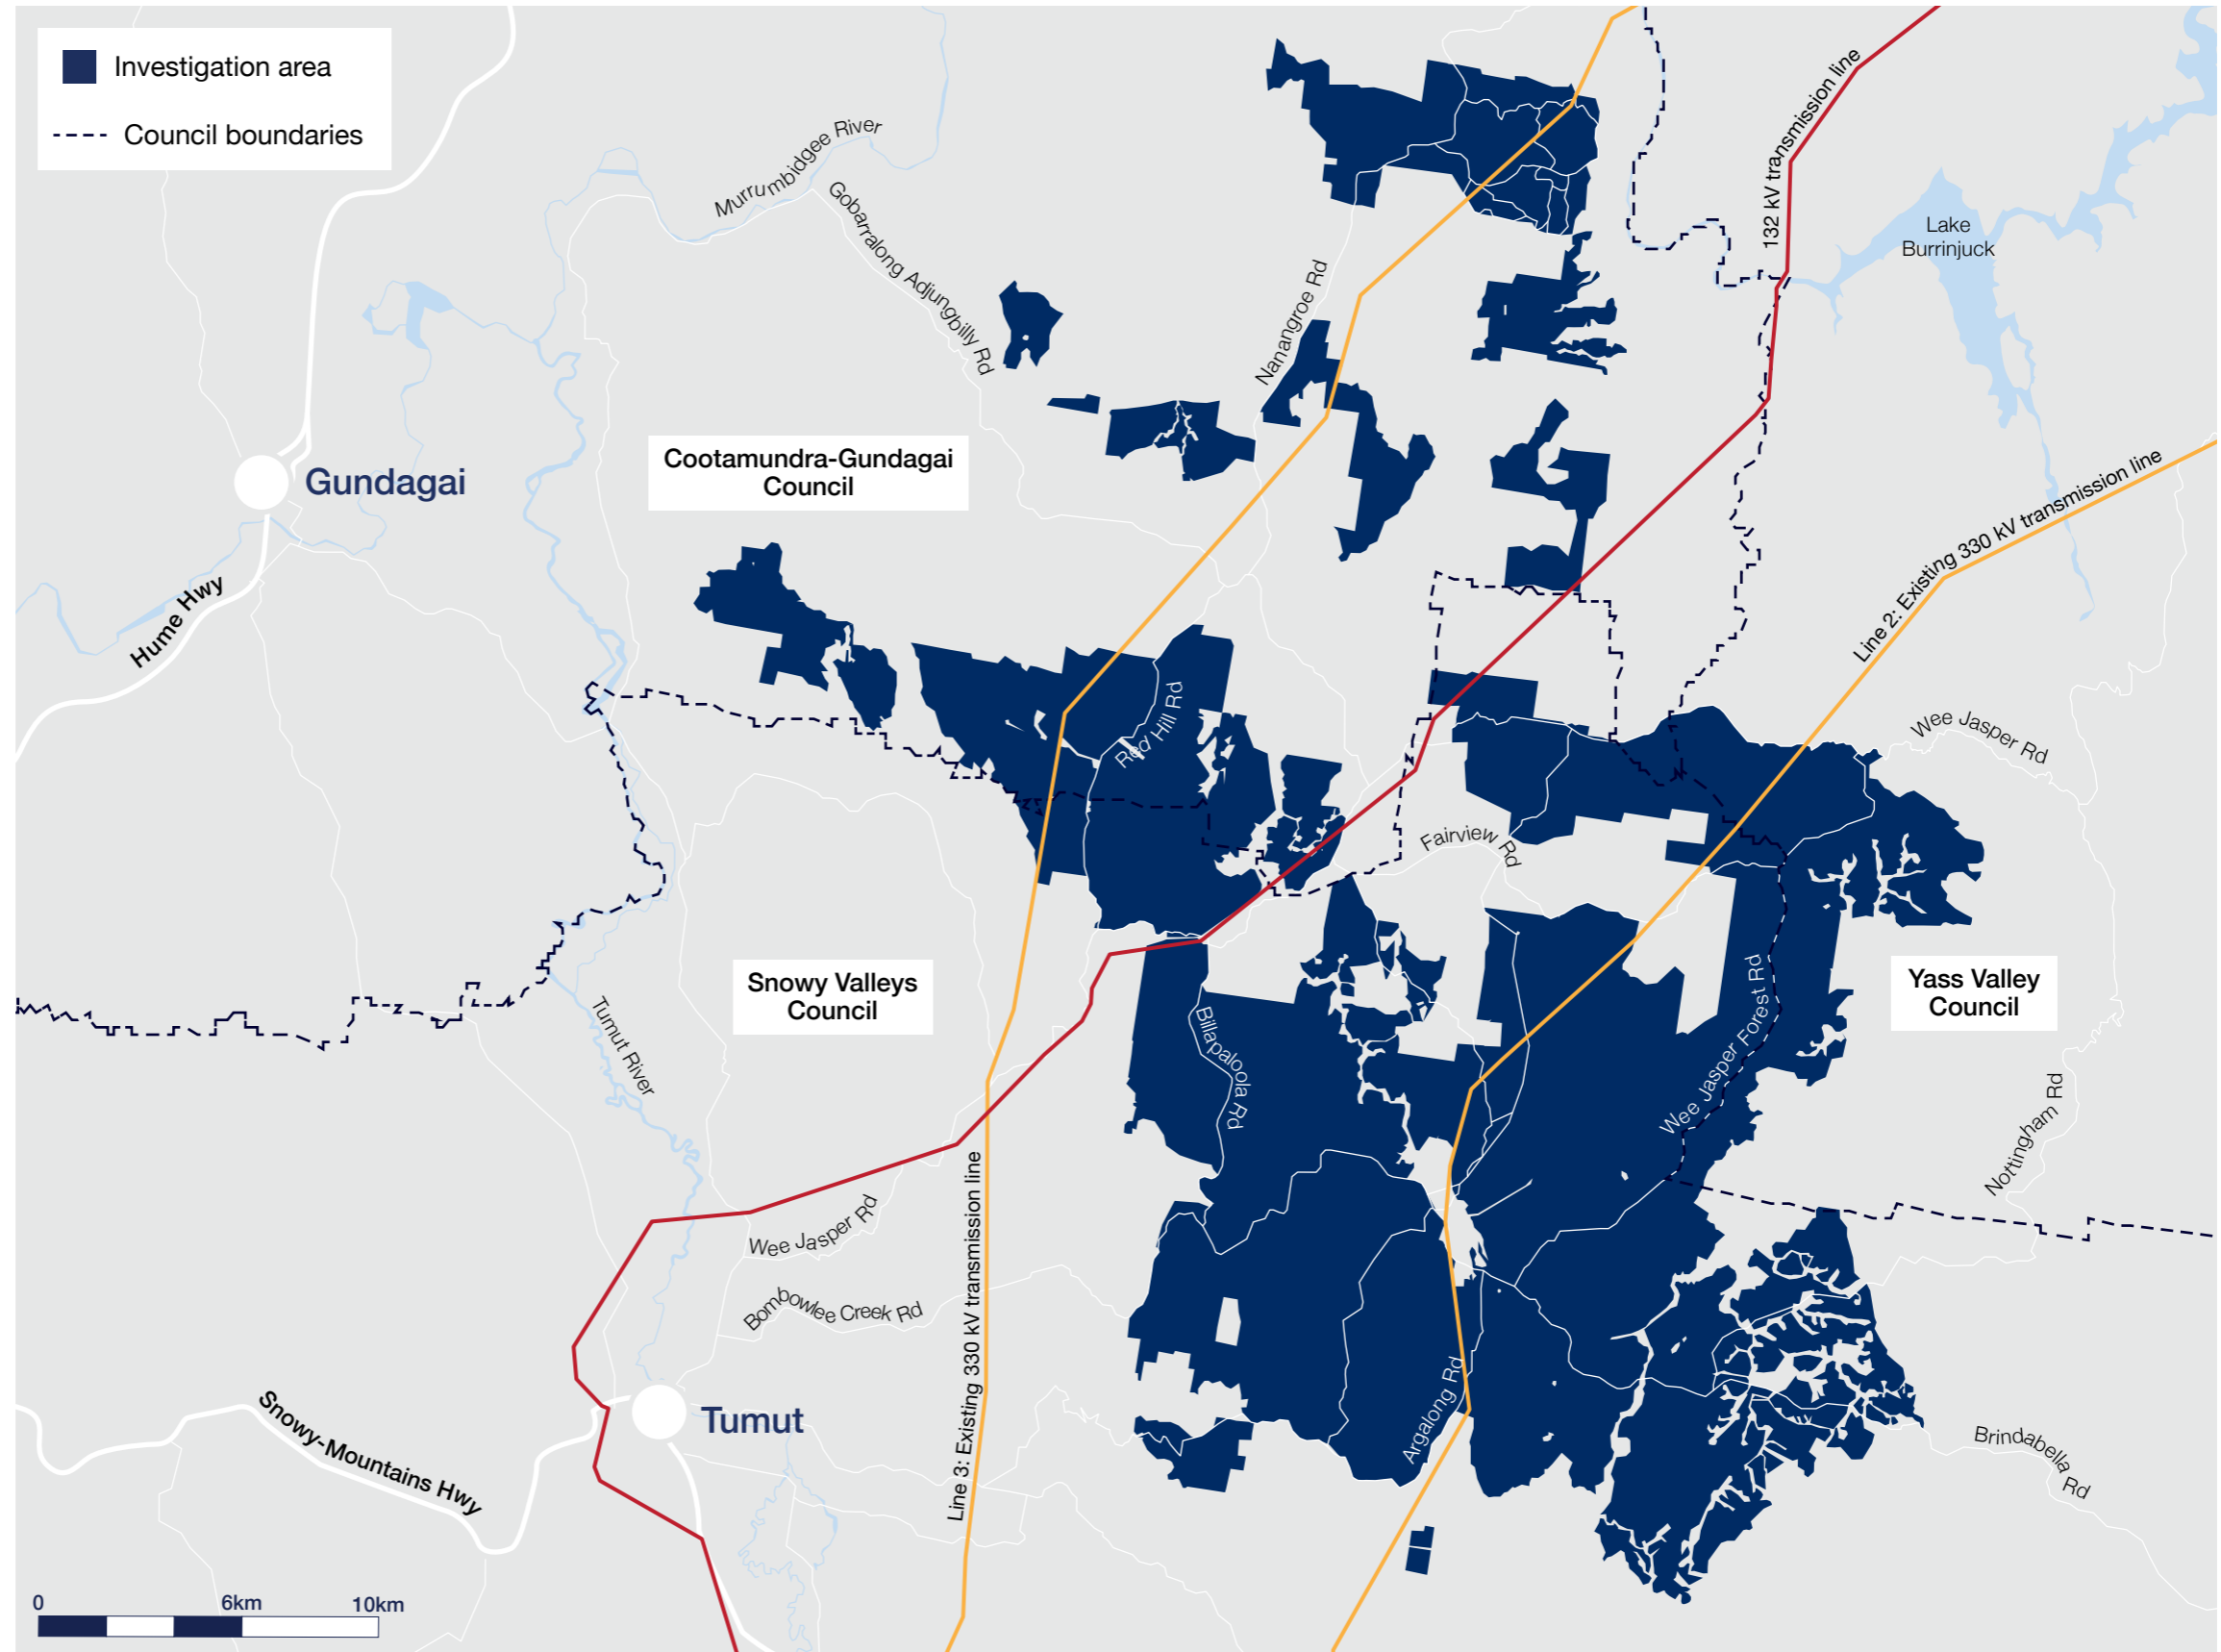 Investigation area
Council boundaries
Murrumbidgee River
Gobarralong Adjungbilly Rd
132 kV transmission line
Lake
Burrinjuck
Nanangroe Rd
Cootamundra-Gundagai
Council
Gundagai
Line 2: Existing 330 kV transmission line
Hume Hwy
Red Hill Rd
Wee Jasper Rd
Fairview Rd
Snowy Valleys
Council
Yass Valley
Council
Tumut River
Billapaloola Rd
Wee Jasper Forest Rd
Nottingham Rd
Wee Jasper Rd
Bombowlee Creek Rd
Line 3: Existing 330 kV transmission line
Argalong Rd
Tumut
Snowy-Mountains Hwy
Brindabella Rd
0 6km 10km